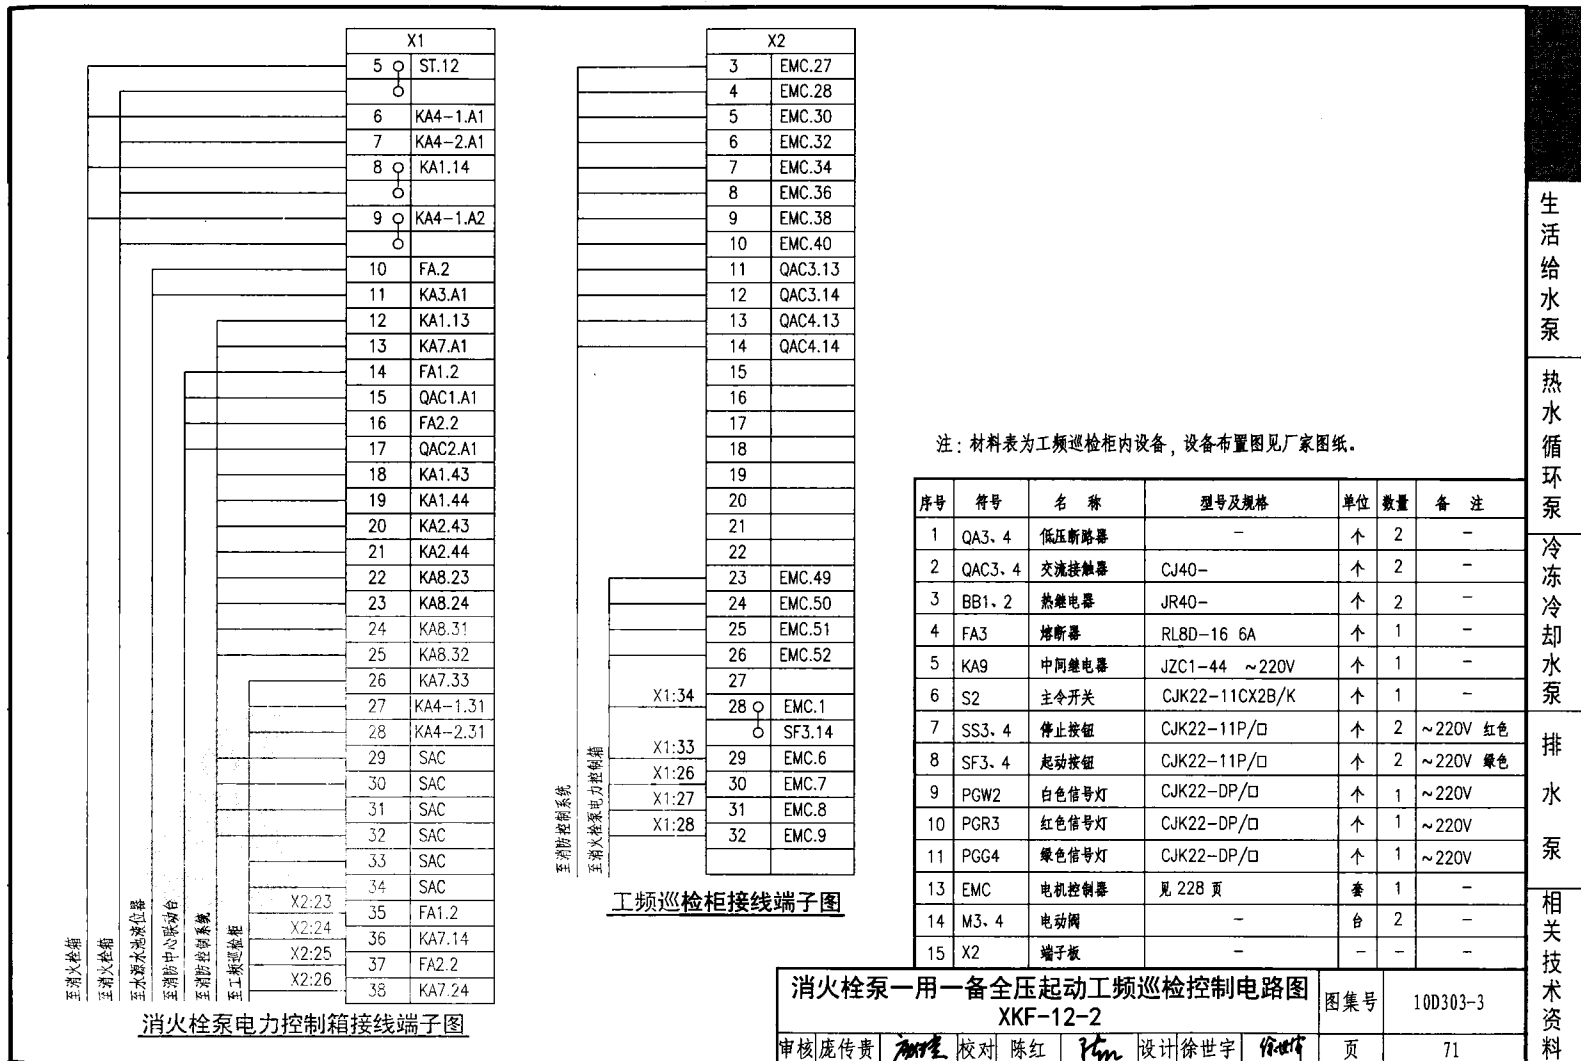 X1
5 ST.12
6 KA4-1.A1
7 KA4-2.A1
8 KA1.14
9 KA4-1.A2
10 FA.2
11 KA3.A1
12 KA1.13
13 KA7.A1
14 FA1.2
15 QAC1.A1
16 FA2.2
17 QAC2.A1
18 KA1.43
19 KA1.44
20 KA2.43
21 KA2.44
22 KA8.23
23 KA8.24
24 KA8.31
25 KA8.32
26 KA7.33
27 KA4-1.31
28 KA4-2.31
29 SAC
30 SAC
31 SAC
32 SAC
33 SAC
34 SAC
X2:23 35 FA1.2
X2:24 36 KA7.14
X2:25 37 FA2.2
X2:26 38 KA7.24
至消火栓箱
至消火栓箱
至水源水池液位器
至消防中心联动台
至消防控制系统
至工频巡检柜
消火栓泵电力控制箱接线端子图
X2
3 EMC.27
4 EMC.28
5 EMC.30
6 EMC.32
7 EMC.34
8 EMC.36
9 EMC.38
10 EMC.40
11 QAC3.13
12 QAC3.14
13 QAC4.13
14 QAC4.14
15
16
17
18
19
20
21
22
23 EMC.49
24 EMC.50
25 EMC.51
26 EMC.52
27
X1:34 28 EMC.1
SF3.14
X1:33 29 EMC.6
X1:26 30 EMC.7
X1:27 31 EMC.8
X1:28 32 EMC.9
至消防控制系统
至消火栓泵电力控制箱
工频巡检柜接线端子图
注:材料表为工频巡检柜内设备,设备布置图见厂家图纸。
序号 符号 名 称 型号及规格 单位 数量 备 注
1 QA3、4 低压断路器 - 个 2 -
2 QAC3、4 交流接触器 CJ40- 个 2 -
3 BB1、2 热继电器 JR40- 个 2 -
4 FA3 熔断器 RL8D-16 6A 个 1 -
5 KA9 中间继电器 JZC1-44 ~220V 个 1 -
6 S2 主令开关 CJK22-11CX2B/K 个 1 -
7 SS3、4 停止按钮 CJK22-11P/□ 个 2 ~220V 红色
8 SF3、4 起动按钮 CJK22-11P/□ 个 2 ~220V 绿色
9 PGW2 白色信号灯 CJK22-DP/□ 个 1 ~220V
10 PGR3 红色信号灯 CJK22-DP/□ 个 1 ~220V
11 PGG4 绿色信号灯 CJK22-DP/□ 个 1 ~220V
13 EMC 电机控制器 见 228 页 套 1 -
14 M3、4 电动阀 - 台 2 -
15 X2 端子板 - - - -
消火栓泵一用一备全压起动工频巡检控制电路图
XKF-12-2
图集号 10D303-3
审核 庞传贵 校对 陈红 设计 徐世宇 徐世宇 页 71
生活给水泵
热水循环泵
冷冻冷却水泵
排水泵
相关技术资料